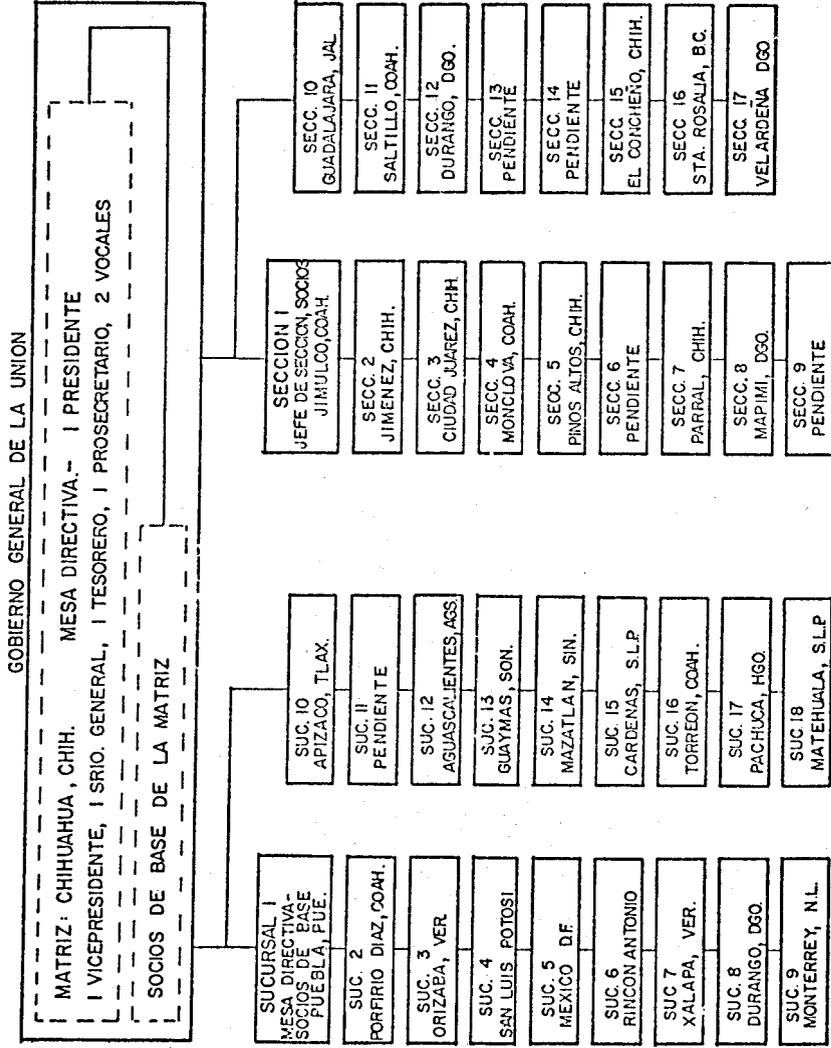 GOBIERNO GENERAL DE LA UNION
MATRIZ: CHIHUAHUA, CHIH. MESA DIRECTIVA.- 1 PRESIDENTE
1 VICEPRESIDENTE, 1 SRIO. GENERAL, 1 TESORERO, 1 PROSECRETARIO, 2 VOCALES
SOCIOS DE BASE DE LA MATRIZ
SUCURSAL 1
MESA DIRECTIVA-
SOCIOS DE BASE
PUEBLA, PUE.
SUC. 2
PORFIRIO DIAZ, COAH.
SUC. 3
ORIZABA, VER.
SUC. 4
SAN LUIS POTOSI
SUC. 5
MEXICO D.F.
SUC. 6
RINCON ANTONIO
SUC 7
XALAPA, VER.
SUC. 8
DURANGO, DGO.
SUC. 9
MONTERREY, N.L.
SUC. 10
APIZACO, TLAX.
SUC. 11
PENDIENTE
SUC. 12
AGUASCALIENTES, AGS.
SUC. 13
GUAYMAS, SON.
SUC. 14
MAZATLAN, SIN.
SUC. 15
CARDENAS, S.L.P
SUC. 16
TORREON, COAH.
SUC. 17
PACHUCA, HGO.
SUC 18
MATEHUALA, S.L.P
SECCION 1
JEFE DE SECCION, SOCIOS
JIMULCO, COAH.
SECC. 2
JIMENEZ, CHIH.
SECC. 3
CIUDAD JUAREZ, CHIH.
SECC. 4
MONCLOVA, COAH.
SECC. 5
PINOS ALTOS, CHIH.
SECC. 6
PENDIENTE
SECC. 7
PARRAL, CHIH.
SECC. 8
MAPIMI, DGO.
SECC. 9
PENDIENTE
SECC. 10
GUADALAJARA, JAL.
SECC. 11
SALTILLO, COAH.
SECC. 12
DURANGO, DGO.
SECC. 13
PENDIENTE
SECC. 14
PENDIENTE
SECC. 15
EL CONCHEÑO, CHIH.
SECC 16
STA. ROSALIA, B.C.
SECC 17
VELARDEÑA DGO